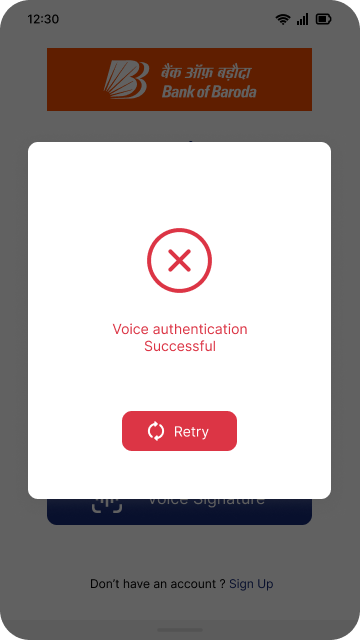 12:30
बैंक ऑफ़ बड़ौदा
Bank of Baroda
Voice authentication
Successful
Retry
Voice Signature
Don't have an account ? Sign Up